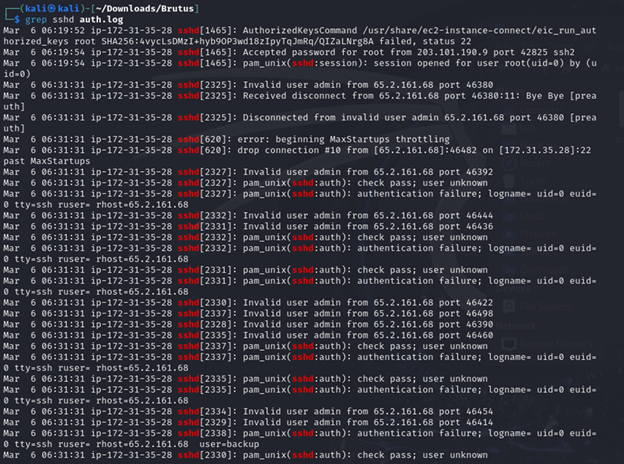 ┌──(kali㉿kali)-[~/Downloads/Brutus]
└─$ grep sshd auth.log
Mar  6 06:19:52 ip-172-31-35-28 sshd[1465]: AuthorizedKeysCommand /usr/share/ec2-instance-connect/eic_run_aut
horized_keys root SHA256:4vycLsDMzI+hyb9OP3wd18zIpyTqJmRq/QIZaLNrg8A failed, status 22
Mar  6 06:19:54 ip-172-31-35-28 sshd[1465]: Accepted password for root from 203.101.190.9 port 42825 ssh2
Mar  6 06:19:54 ip-172-31-35-28 sshd[1465]: pam_unix(sshd:session): session opened for user root(uid=0) by (u
id=0)
Mar  6 06:31:31 ip-172-31-35-28 sshd[2325]: Invalid user admin from 65.2.161.68 port 46380
Mar  6 06:31:31 ip-172-31-35-28 sshd[2325]: Received disconnect from 65.2.161.68 port 46380:11: Bye Bye [prea
uth]
Mar  6 06:31:31 ip-172-31-35-28 sshd[2325]: Disconnected from invalid user admin 65.2.161.68 port 46380 [prea
uth]
Mar  6 06:31:31 ip-172-31-35-28 sshd[620]: error: beginning MaxStartups throttling
Mar  6 06:31:31 ip-172-31-35-28 sshd[620]: drop connection #10 from [65.2.161.68]:46482 on [172.31.35.28]:22
past MaxStartups
Mar  6 06:31:31 ip-172-31-35-28 sshd[2327]: Invalid user admin from 65.2.161.68 port 46392
Mar  6 06:31:31 ip-172-31-35-28 sshd[2327]: pam_unix(sshd:auth): check pass; user unknown
Mar  6 06:31:31 ip-172-31-35-28 sshd[2327]: pam_unix(sshd:auth): authentication failure; logname= uid=0 euid=
0 tty=ssh ruser= rhost=65.2.161.68
Mar  6 06:31:31 ip-172-31-35-28 sshd[2332]: Invalid user admin from 65.2.161.68 port 46444
Mar  6 06:31:31 ip-172-31-35-28 sshd[2331]: Invalid user admin from 65.2.161.68 port 46436
Mar  6 06:31:31 ip-172-31-35-28 sshd[2332]: pam_unix(sshd:auth): check pass; user unknown
Mar  6 06:31:31 ip-172-31-35-28 sshd[2332]: pam_unix(sshd:auth): authentication failure; logname= uid=0 euid=
0 tty=ssh ruser= rhost=65.2.161.68
Mar  6 06:31:31 ip-172-31-35-28 sshd[2331]: pam_unix(sshd:auth): check pass; user unknown
Mar  6 06:31:31 ip-172-31-35-28 sshd[2331]: pam_unix(sshd:auth): authentication failure; logname= uid=0 euid=
0 tty=ssh ruser= rhost=65.2.161.68
Mar  6 06:31:31 ip-172-31-35-28 sshd[2330]: Invalid user admin from 65.2.161.68 port 46422
Mar  6 06:31:31 ip-172-31-35-28 sshd[2337]: Invalid user admin from 65.2.161.68 port 46498
Mar  6 06:31:31 ip-172-31-35-28 sshd[2328]: Invalid user admin from 65.2.161.68 port 46390
Mar  6 06:31:31 ip-172-31-35-28 sshd[2335]: Invalid user admin from 65.2.161.68 port 46460
Mar  6 06:31:31 ip-172-31-35-28 sshd[2337]: pam_unix(sshd:auth): check pass; user unknown
Mar  6 06:31:31 ip-172-31-35-28 sshd[2337]: pam_unix(sshd:auth): authentication failure; logname= uid=0 euid=
0 tty=ssh ruser= rhost=65.2.161.68
Mar  6 06:31:31 ip-172-31-35-28 sshd[2335]: pam_unix(sshd:auth): check pass; user unknown
Mar  6 06:31:31 ip-172-31-35-28 sshd[2335]: pam_unix(sshd:auth): authentication failure; logname= uid=0 euid=
0 tty=ssh ruser= rhost=65.2.161.68
Mar  6 06:31:31 ip-172-31-35-28 sshd[2334]: Invalid user admin from 65.2.161.68 port 46454
Mar  6 06:31:31 ip-172-31-35-28 sshd[2329]: Invalid user admin from 65.2.161.68 port 46414
Mar  6 06:31:31 ip-172-31-35-28 sshd[2338]: pam_unix(sshd:auth): authentication failure; logname= uid=0 euid=
0 tty=ssh ruser= rhost=65.2.161.68  user=backup
Mar  6 06:31:31 ip-172-31-35-28 sshd[2330]: pam_unix(sshd:auth): check pass; user unknown